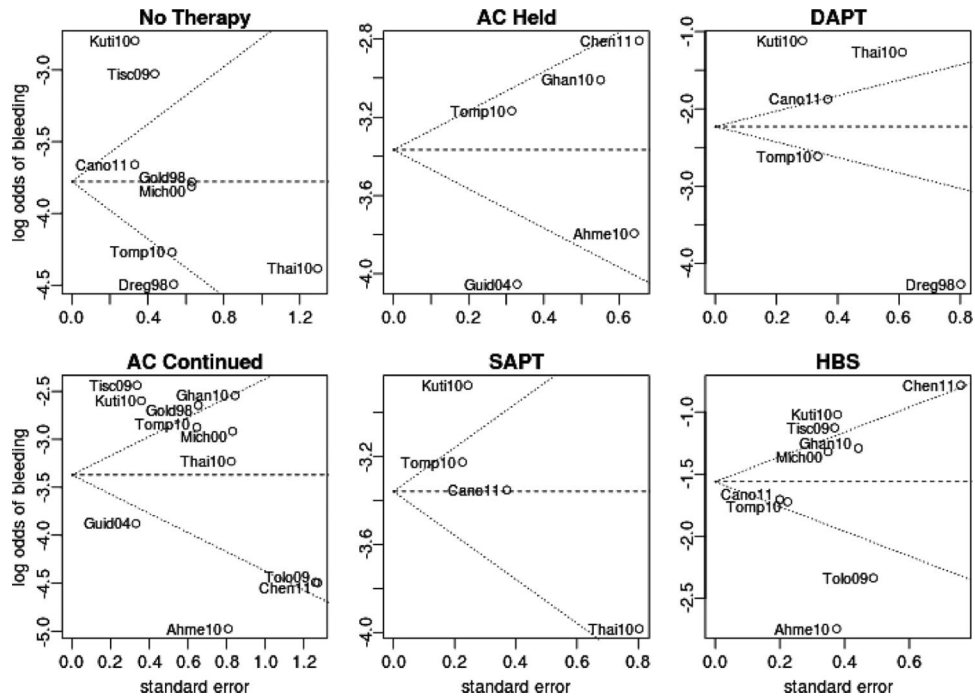 No Therapy
AC Held
DAPT
log odds of bleeding
-3.0
-3.5
-4.0
-4.5
Kuti10
Tisc09
Cano11
Gold98
Mich00
Tomp10
Thai10
Dreg98
0.0 0.4 0.8 1.2
-2.8
-3.2
-3.6
-4.0
Chen11
Ghan10
Tomp10
Ahme10
Guid04
0.0 0.2 0.4 0.6
-1.0
-2.0
-3.0
-4.0
Kuti10
Thai10
Cano11
Tomp10
Dreg98
0.0 0.2 0.4 0.6 0.8
AC Continued
SAPT
HBS
log odds of bleeding
-2.5
-3.0
-3.5
-4.0
-4.5
-5.0
Tisc09
Kuti10
Ghan10
Gold98
Tomp10
Mich00
Thai10
Guid04
Tolo09
Chen11
Ahme10
0.0 0.2 0.4 0.6 0.8 1.0 1.2
standard error
-3.2
-3.6
-4.0
Kuti10
Tomp10
Cano11
Thai10
0.0 0.2 0.4 0.6 0.8
standard error
-1.0
-1.5
-2.0
-2.5
Chen11
Kuti10
Tisc09
Ghan10
Mich00
Cano11
Tomp10
Tolo09
Ahme10
0.0 0.2 0.4 0.6
standard error